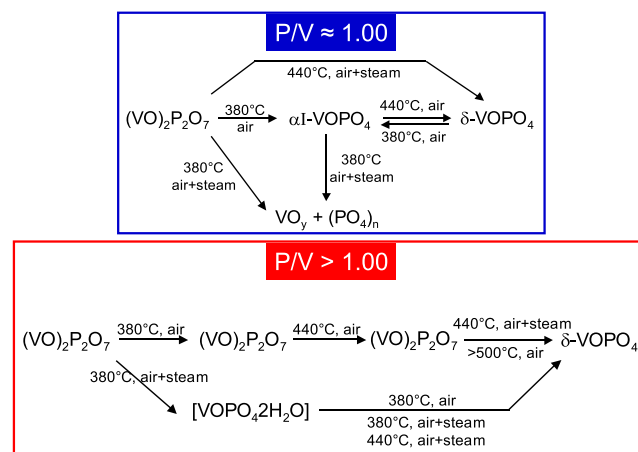 P/V ≈ 1.00
440°C, air+steam
(VO)₂P₂O₇
380°C
air
αI-VOPO₄
440°C, air
380°C, air
δ-VOPO₄
380°C
air+steam
380°C
air+steam
VOᵧ + (PO₄)ₙ
P/V > 1.00
(VO)₂P₂O₇
380°C, air
(VO)₂P₂O₇
440°C, air
(VO)₂P₂O₇
440°C, air+steam
>500°C, air
δ-VOPO₄
380°C, air+steam
[VOPO₄2H₂O]
380°C, air
380°C, air+steam
440°C, air+steam